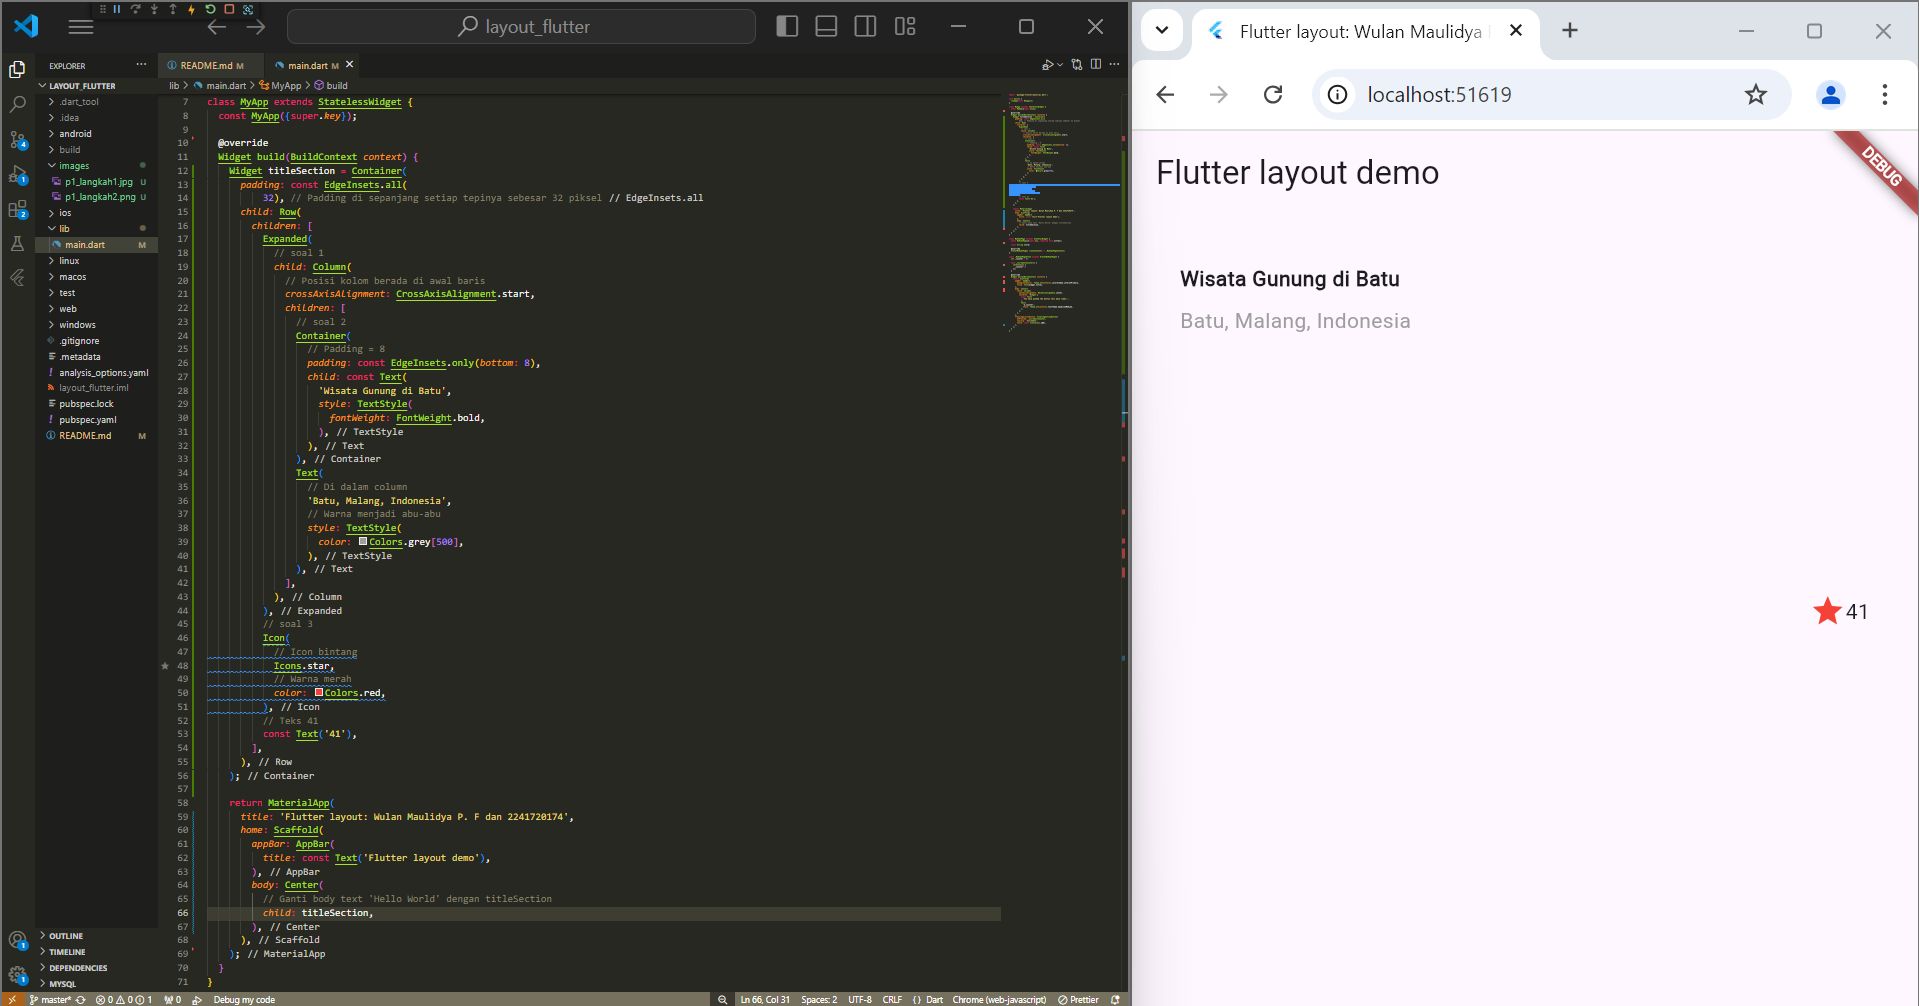 layout_flutter
EXPLORER
LAYOUT_FLUTTER
.dart_tool
.idea
android
build
images
p1_langkah1.jpg U
p1_langkah2.png U
ios
lib
main.dart M
linux
macos
test
web
windows
.gitignore
.metadata
analysis_options.yaml
layout_flutter.iml
pubspec.lock
pubspec.yaml
README.md M
OUTLINE
TIMELINE
DEPENDENCIES
MYSQL
README.md M
main.dart M
lib > main.dart > MyApp > build
7 class MyApp extends StatelessWidget {
8 const MyApp({super.key});
9
10 @override
11 Widget build(BuildContext context) {
12 Widget titleSection = Container(
13 padding: const EdgeInsets.all(
14 32), // Padding di sepanjang setiap tepinya sebesar 32 piksel // EdgeInsets.all
15 child: Row(
16 children: [
17 Expanded(
18 // soal 1
19 child: Column(
20 // Posisi kolom berada di awal baris
21 crossAxisAlignment: CrossAxisAlignment.start,
22 children: [
23 // soal 2
24 Container(
25 // Padding = 8
26 padding: const EdgeInsets.only(bottom: 8),
27 child: const Text(
28 'Wisata Gunung di Batu',
29 style: TextStyle(
30 fontWeight: FontWeight.bold,
31 ), // TextStyle
32 ), // Text
33 ), // Container
34 Text(
35 // Di dalam column
36 'Batu, Malang, Indonesia',
37 // Warna menjadi abu-abu
38 style: TextStyle(
39 color: Colors.grey[500],
40 ), // TextStyle
41 ), // Text
42 ],
43 ), // Column
44 ), // Expanded
45 // soal 3
46 Icon(
47 // Icon bintang
48 Icons.star,
49 // Warna merah
50 color: Colors.red,
51 ), // Icon
52 // Teks 41
53 const Text('41'),
54 ],
55 ), // Row
56 ); // Container
57
58 return MaterialApp(
59 title: 'Flutter layout: Wulan Maulidya P. F dan 2241720174',
60 home: Scaffold(
61 appBar: AppBar(
62 title: const Text('Flutter layout demo'),
63 ), // AppBar
64 body: Center(
65 // Ganti body text 'Hello World' dengan titleSection
66 child: titleSection,
67 ), // Center
68 ), // Scaffold
69 ); // MaterialApp
70 }
71 }
master* 0 0 1 0 Debug my code Ln 66, Col 31 Spaces: 2 UTF-8 CRLF {} Dart Chrome (web-javascript) Prettier
Flutter layout: Wulan Maulidya
localhost:51619
DEBUG
Flutter layout demo
Wisata Gunung di Batu
Batu, Malang, Indonesia
41